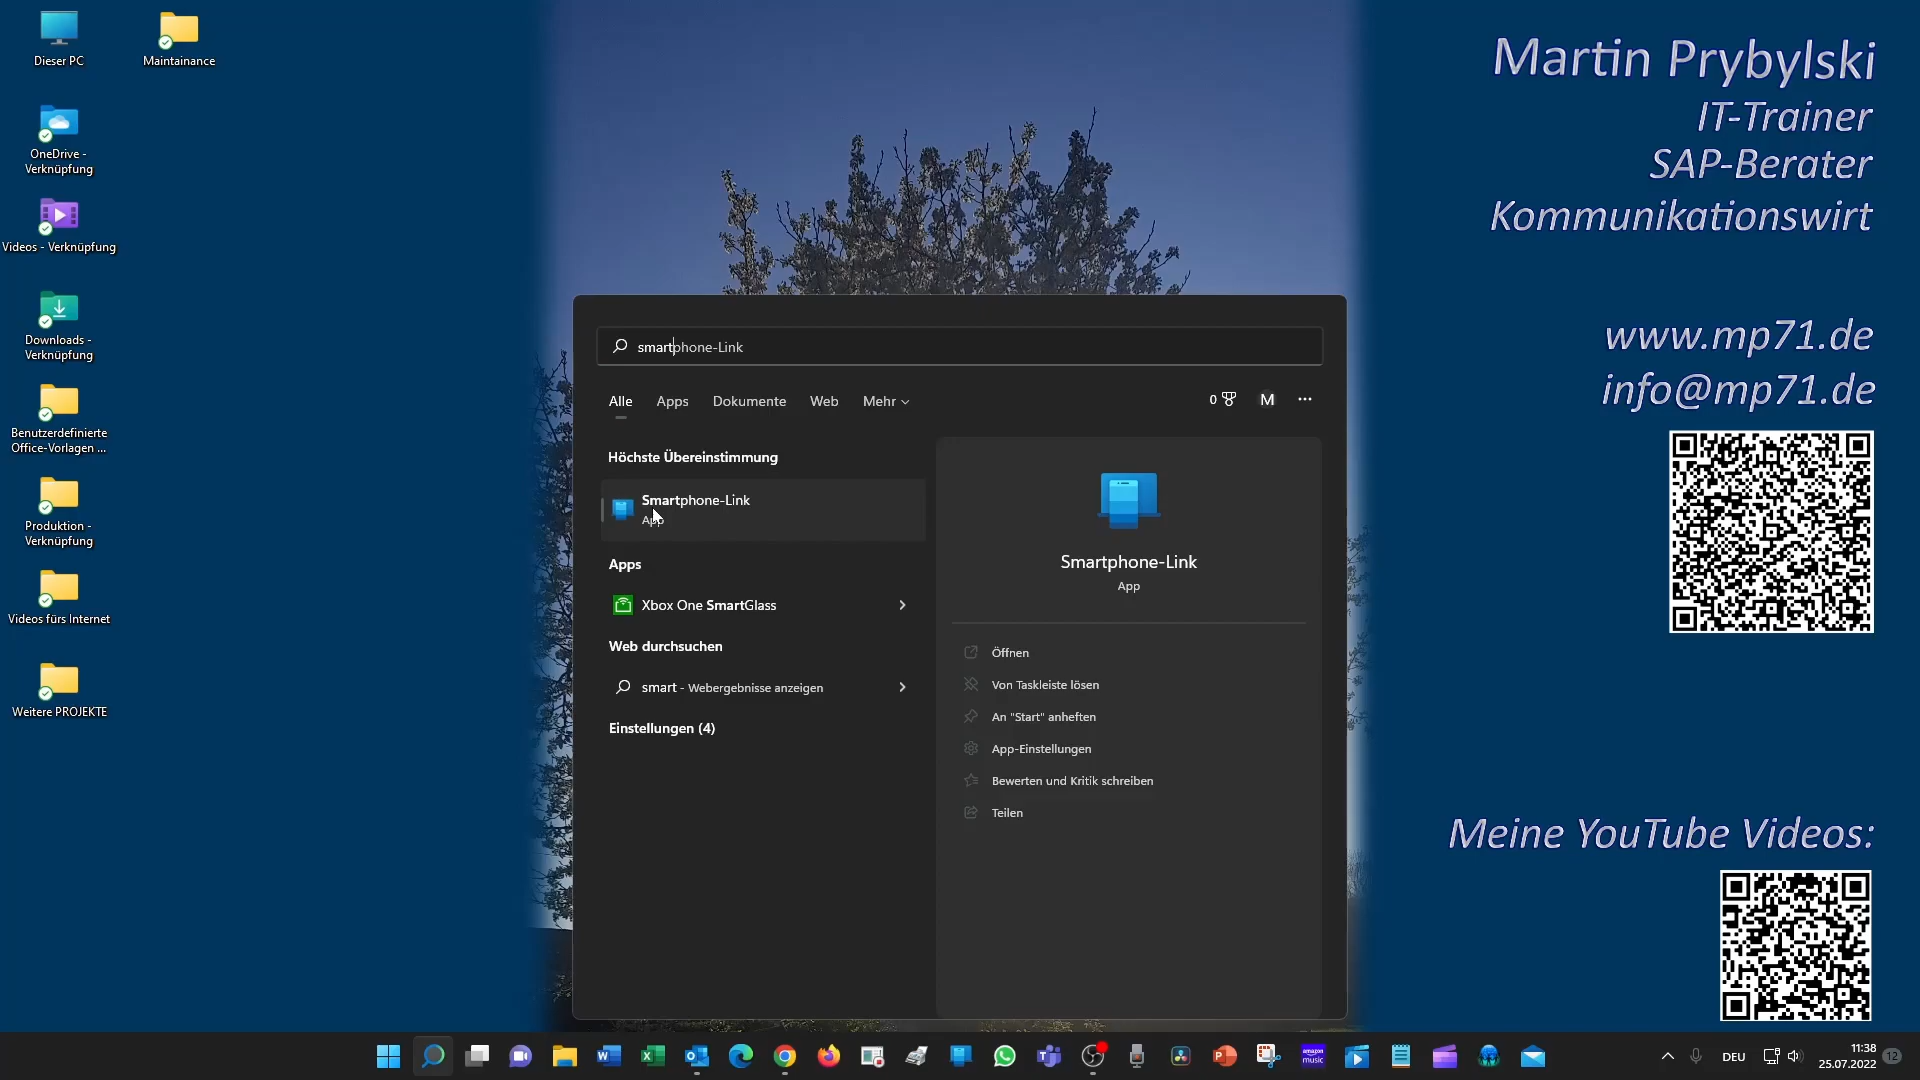 Dieser PC
Maintainance
OneDrive -
Verknüpfung
Videos - Verknüpfung
Downloads -
Verknüpfung
Benutzerdefinierte
Office-Vorlagen ...
Produktion -
Verknüpfung
Videos fürs Internet
Weitere PROJEKTE
smartphone-Link
Alle Apps Dokumente Web Mehr
0 M ...
Höchste Übereinstimmung
Smartphone-Link
App
Apps
Xbox One SmartGlass
Web durchsuchen
smart - Webergebnisse anzeigen
Einstellungen (4)
Smartphone-Link
App
Öffnen
Von Taskleiste lösen
An "Start" anheften
App-Einstellungen
Bewerten und Kritik schreiben
Teilen
Martin Prybylski
IT-Trainer
SAP-Berater
Kommunikationswirt
www.mp71.de
info@mp71.de
Meine YouTube Videos:
amazon
music
DEU
11:38
25.07.2022
12